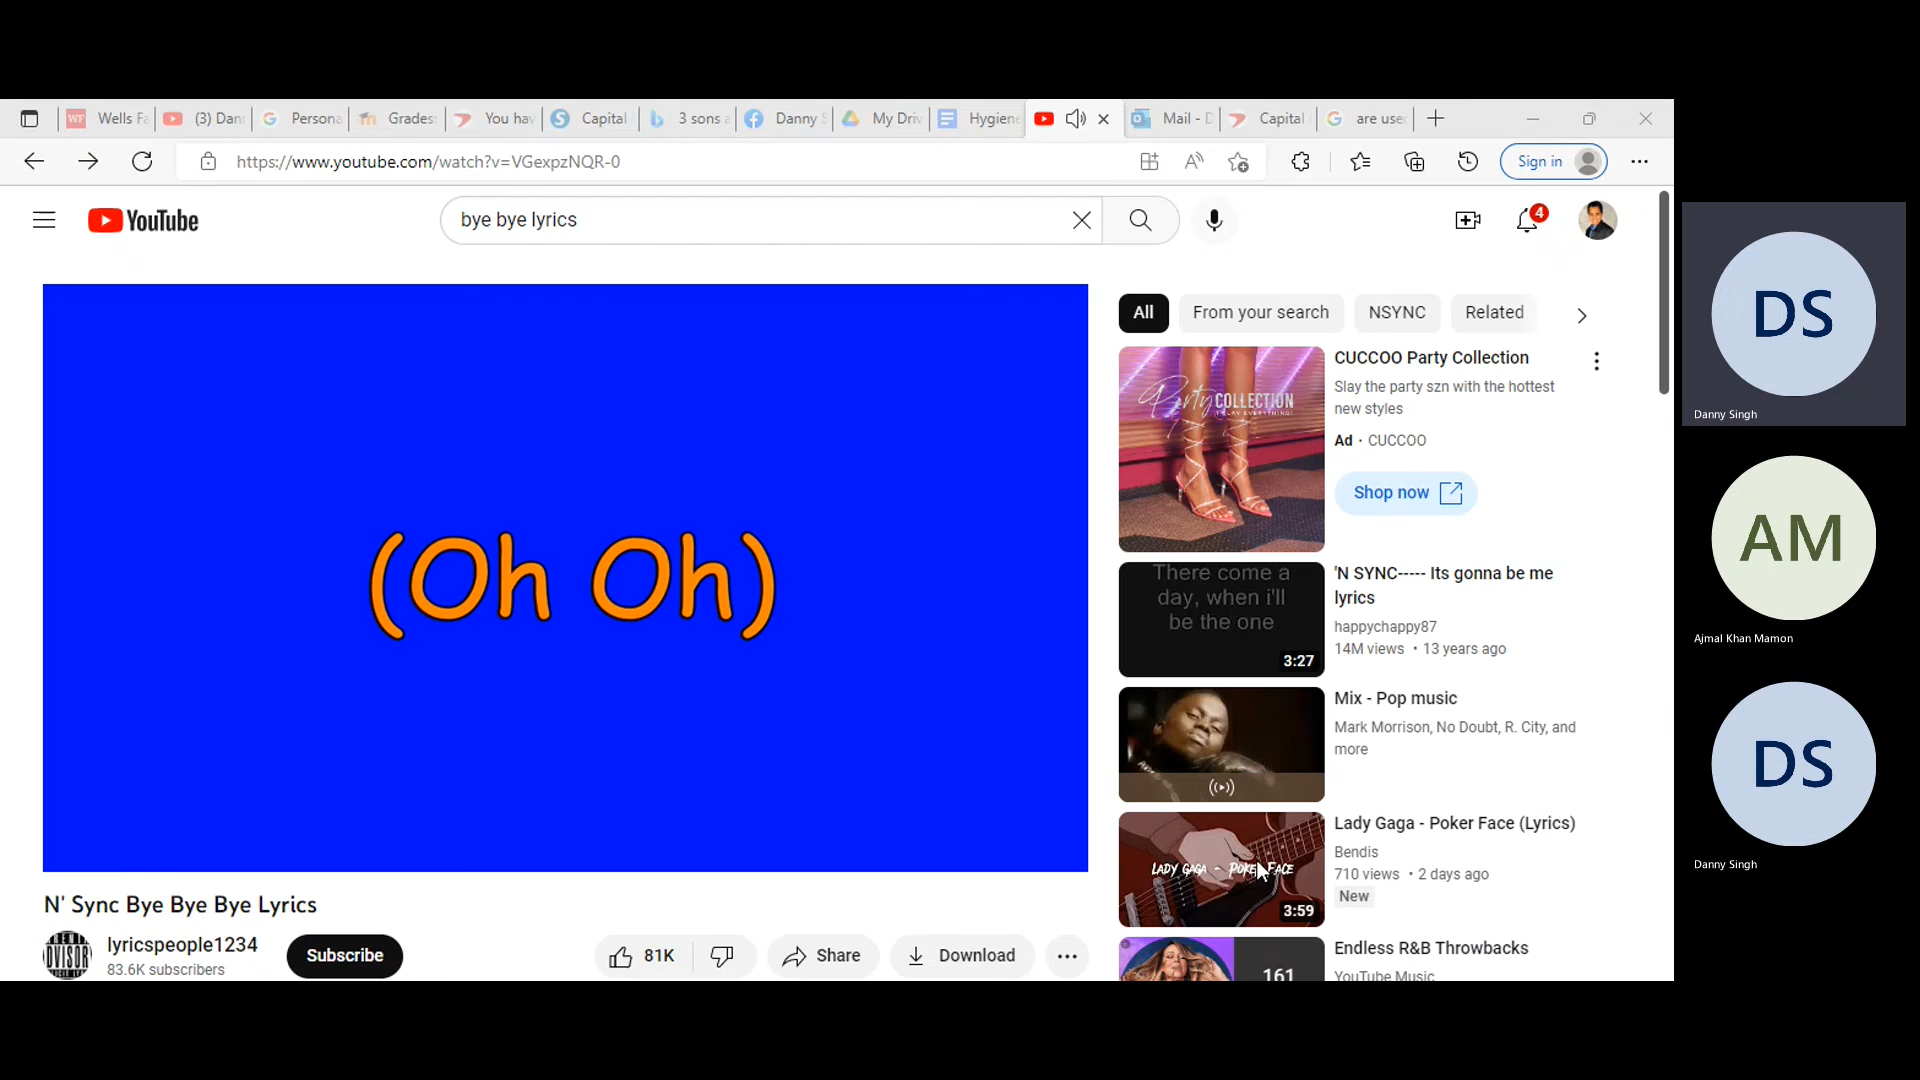 Wells Fa
(3) Dan
Persona
Grades:
You hav
Capital
3 sons a
Danny S
My Driv
Hygiene
Mail - D
Capital
are used
https://www.youtube.com/watch?v=VGexpzNQR-0
Sign in
YouTube
bye bye lyrics
4
(Oh Oh)
N' Sync Bye Bye Bye Lyrics
lyricspeople1234
83.6K subscribers
Subscribe
81K
Share
Download
All
From your search
NSYNC
Related
Party COLLECTION
CUCCOO Party Collection
Slay the party szn with the hottest
new styles
Ad • CUCCOO
Shop now
There come a
day, when i'll
be the one
3:27
'N SYNC----- Its gonna be me
lyrics
happychappy87
14M views • 13 years ago
Mix - Pop music
Mark Morrison, No Doubt, R. City, and
more
LADY GAGA - POKER FACE
3:59
Lady Gaga - Poker Face (Lyrics)
Bendis
710 views • 2 days ago
New
161
Endless R&B Throwbacks
YouTube Music
DS
Danny Singh
AM
Ajmal Khan Mamon
DS
Danny Singh